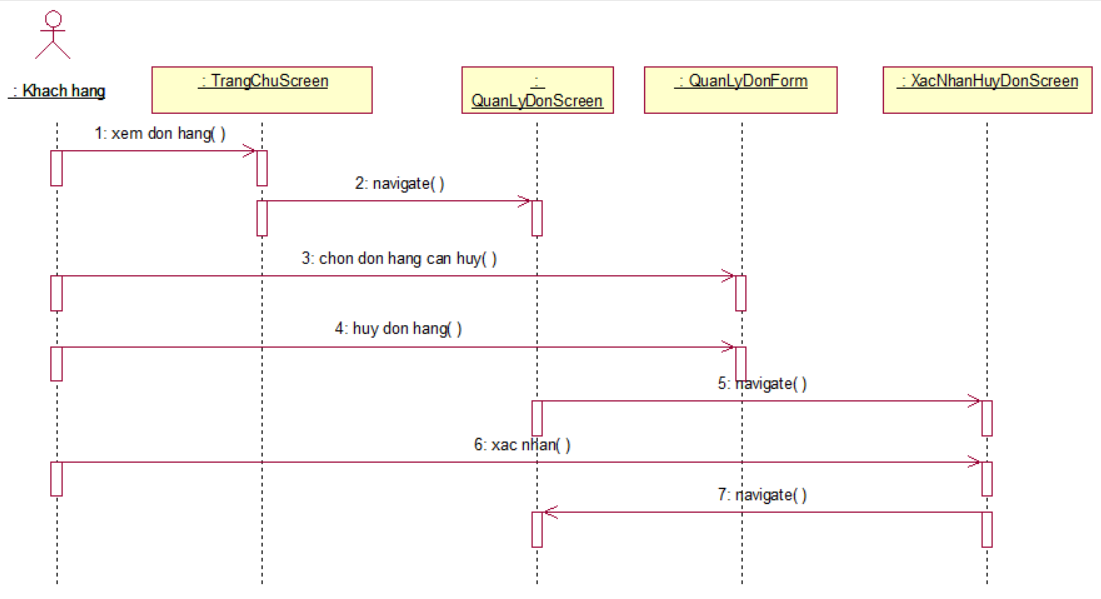 : Khach hang
: TrangChuScreen
:
QuanLyDonScreen
: QuanLyDonForm
: XacNhanHuyDonScreen
1: xem don hang( )
2: navigate( )
3: chon don hang can huy( )
4: huy don hang( )
5: navigate( )
6: xac nhan( )
7: navigate( )